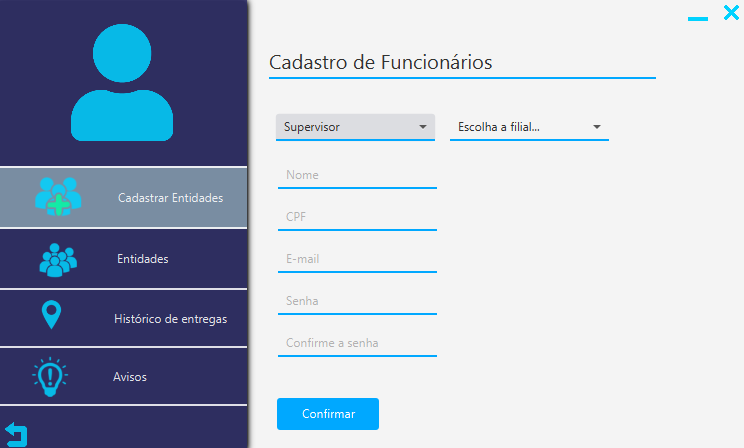 Cadastro de Funcionários
Supervisor
Escolha a filial...
Nome
CPF
E-mail
Senha
Confirme a senha
Confirmar
Cadastrar Entidades
Entidades
Histórico de entregas
Avisos